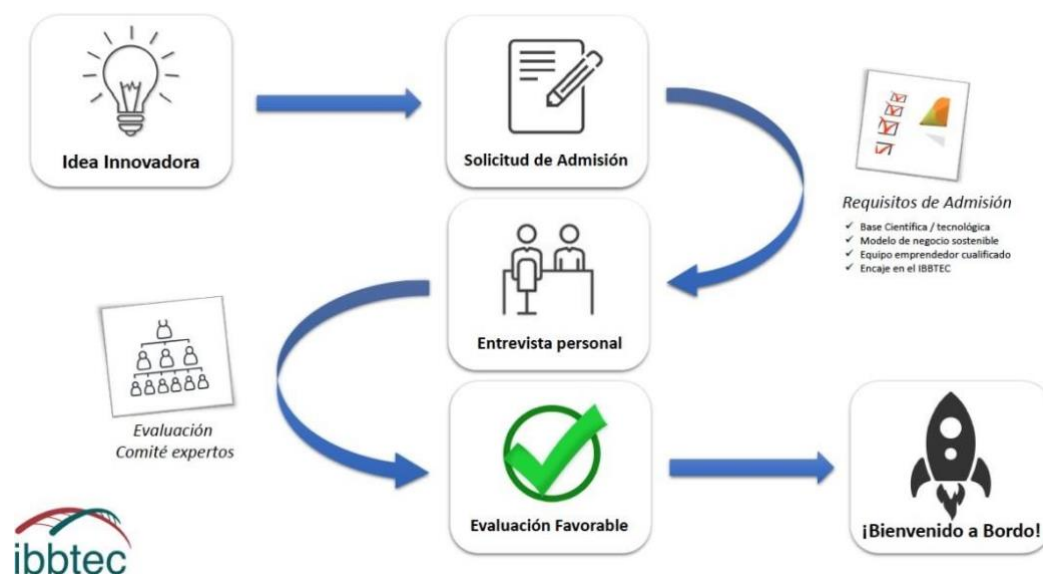 Idea Innovadora
Solicitud de Admisión
Requisitos de Admisión
✓ Base Científica / tecnológica
✓ Modelo de negocio sostenible
✓ Equipo emprendedor cualificado
✓ Encaje en el IBBTEC
Entrevista personal
Evaluación
Comité expertos
Evaluación Favorable
¡Bienvenido a Bordo!
ibbtec